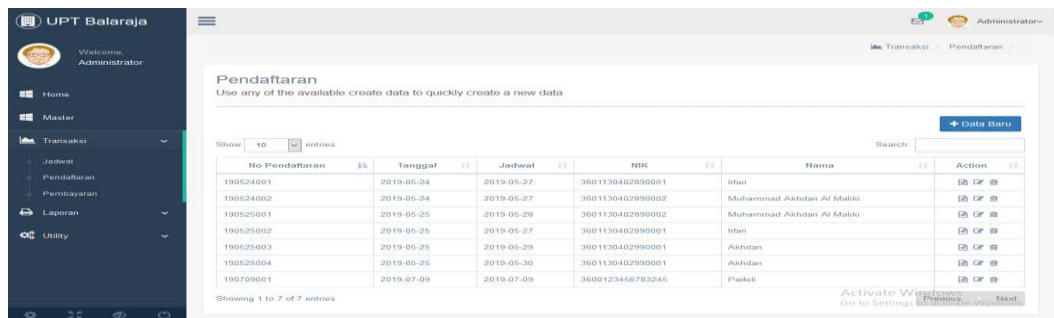 UPT Balaraja
Administrator
Welcome,
Administrator
Transaksi / Pendaftaran /
Home
Master
Transaksi
Jadwal
Pendaftaran
Pembayaran
Laporan
Utility
Pendaftaran
Use any of the available create data to quickly create a new data
+ Data Baru
Show 10 entries
Search:
No Pendaftaran Tanggal Jadwal NIK Nama Action
190524001 2019-05-24 2019-05-27 3601130402890001 Irfan
190524002 2019-05-24 2019-05-27 3601130402890002 Muhammad Akhdan Al Maliki
190525001 2019-05-25 2019-05-28 3601130402890002 Muhammad Akhdan Al Maliki
190525002 2019-05-25 2019-05-27 3601130402890001 Irfan
190525003 2019-05-25 2019-05-29 3601130402990001 Akhdan
190525004 2019-05-25 2019-05-30 3601130402990001 Akhdan
190709001 2019-07-09 2019-07-09 3600123456783245 Padeli
Showing 1 to 7 of 7 entries
Previous Next
Activate Windows
Go to Settings to activate Windows.